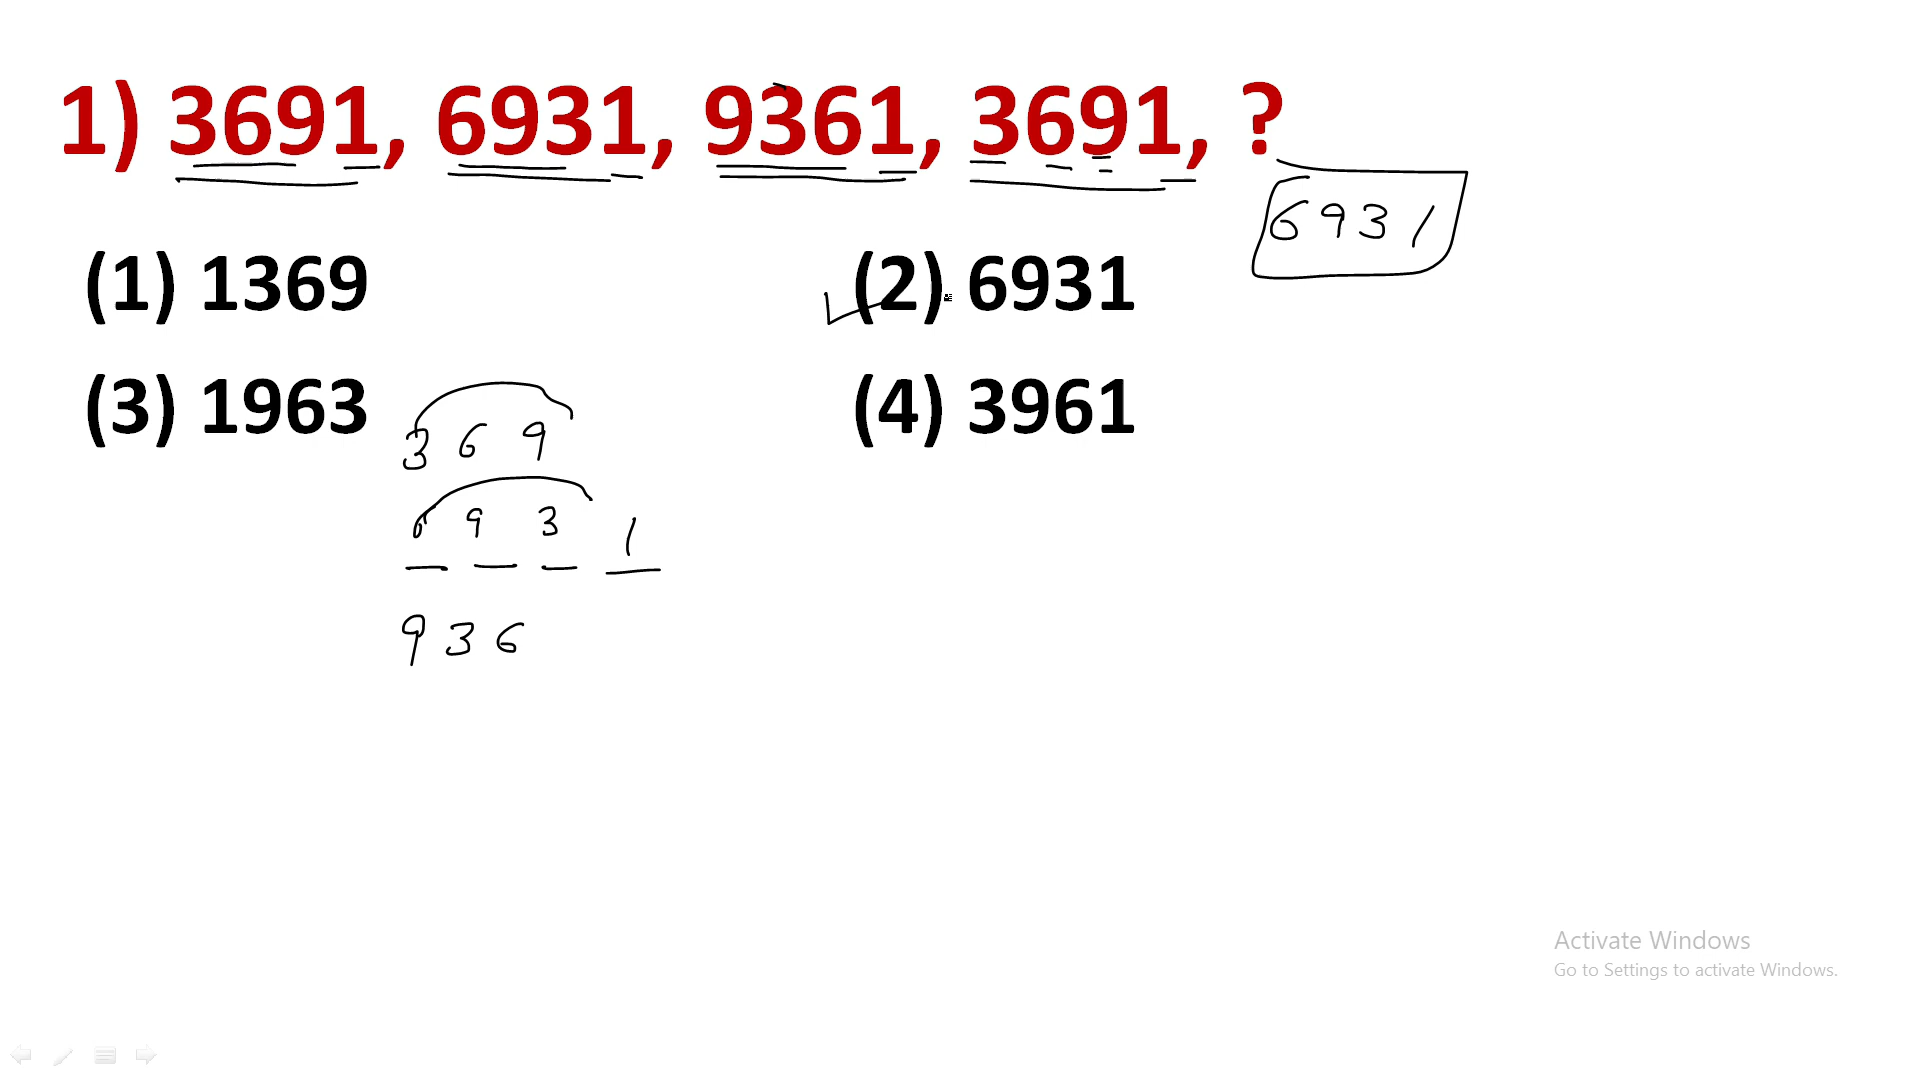 1) 3691, 6931, 9361, 3691, ?
6931
(1) 1369 (2) 6931
(3) 1963 (4) 3961
3 6 9
6 9 3 1
9 3 6
Activate Windows
Go to Settings to activate Windows.